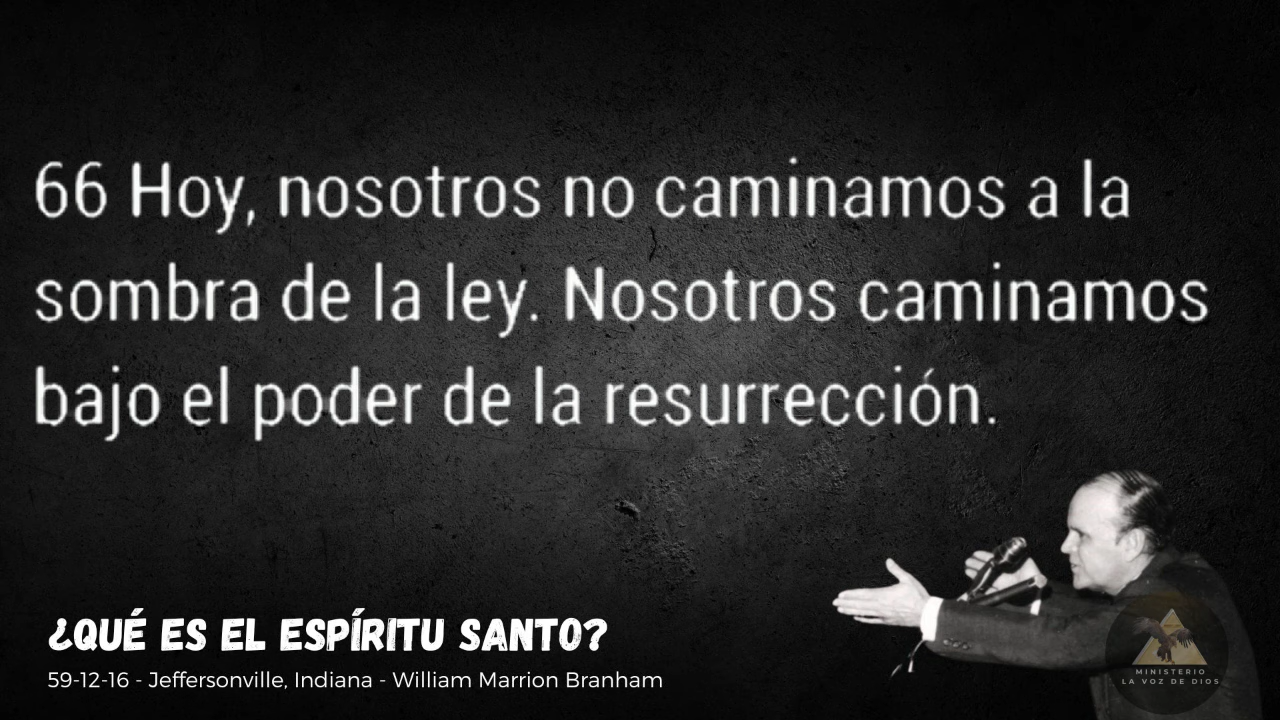 66 Hoy, nosotros no caminamos a la
sombra de la ley. Nosotros caminamos
bajo el poder de la resurrección.
¿QUÉ ES EL ESPÍRITU SANTO?
59-12-16 - Jeffersonville, Indiana - William Marrion Branham
MINISTERIO
LA VOZ DE DIOS